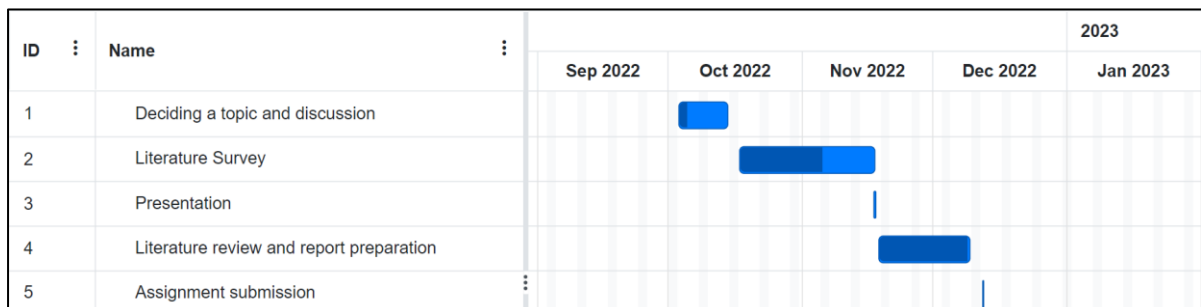 2023
ID Name
Sep 2022 Oct 2022 Nov 2022 Dec 2022 Jan 2023
1 Deciding a topic and discussion
2 Literature Survey
3 Presentation
4 Literature review and report preparation
5 Assignment submission